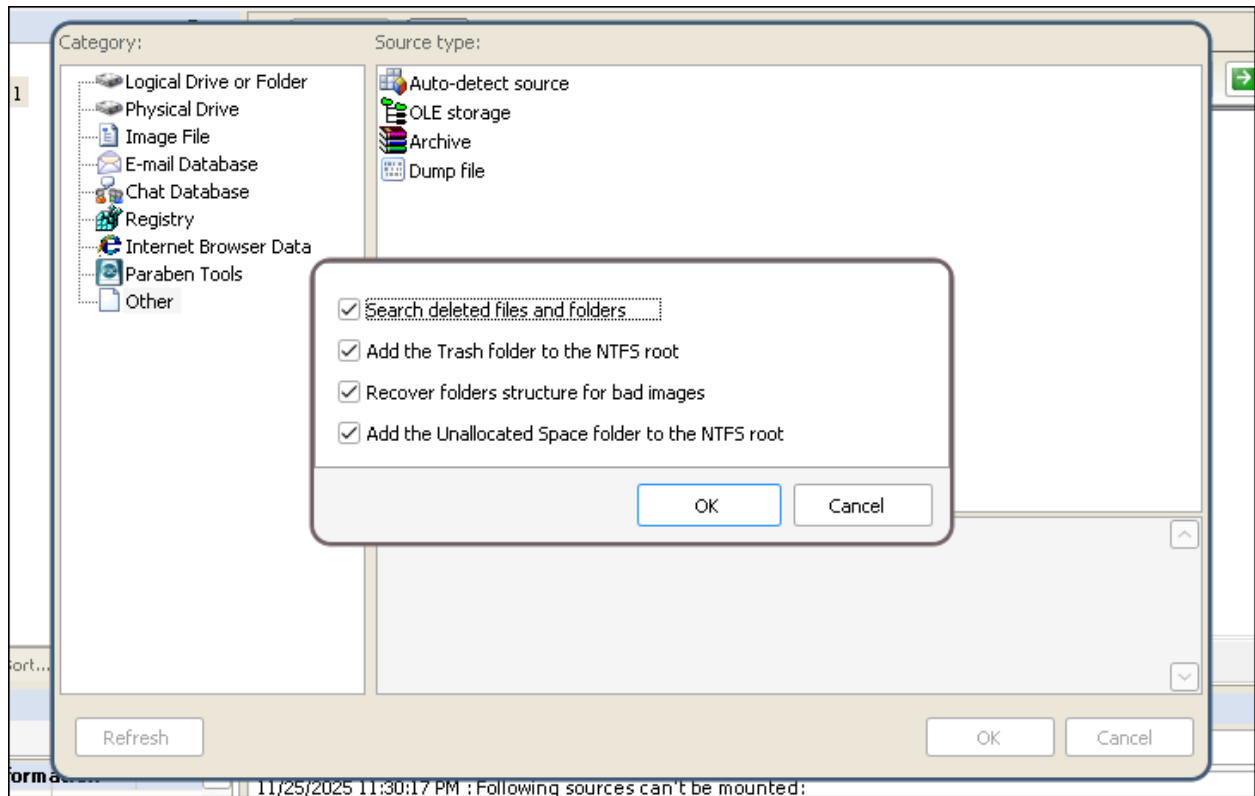 Category:
Source type:
1
Logical Drive or Folder
Physical Drive
Image File
E-mail Database
Chat Database
Registry
Internet Browser Data
Paraben Tools
Other
Auto-detect source
OLE storage
Archive
Dump file
Search deleted files and folders
Add the Trash folder to the NTFS root
Recover folders structure for bad images
Add the Unallocated Space folder to the NTFS root
OK
Cancel
Refresh
OK
Cancel
11/25/2025 11:30:17 PM : Following sources can't be mounted: